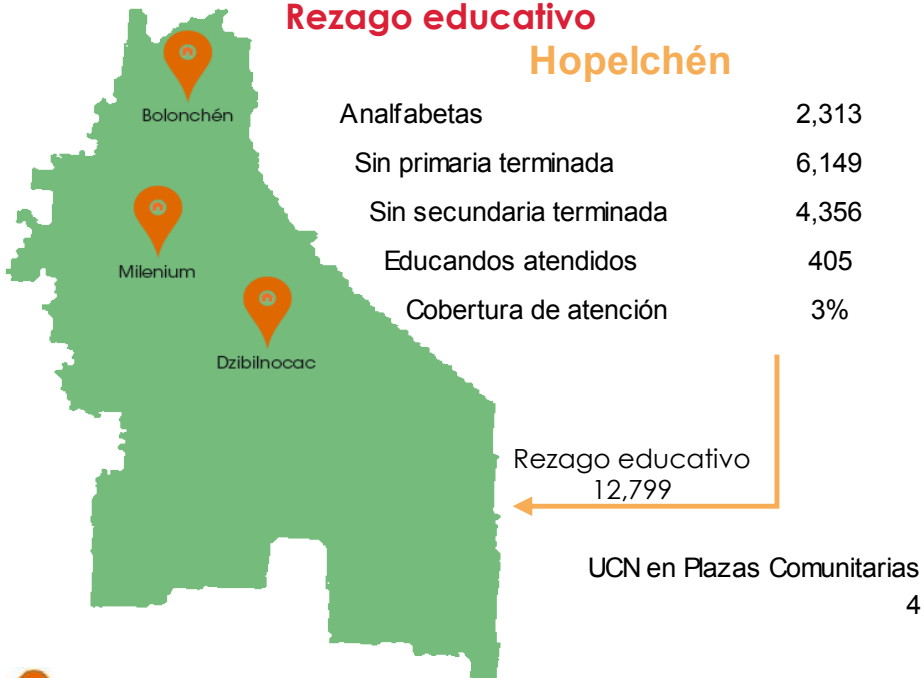 Rezago educativo
Hopelchén
Analfabetas 2,313
Sin primaria terminada 6,149
Sin secundaria terminada 4,356
Educandos atendidos 405
Cobertura de atención 3%
Bolonchén
Milenium
Dzibilnocac
Rezago educativo
12,799
UCN en Plazas Comunitarias
4